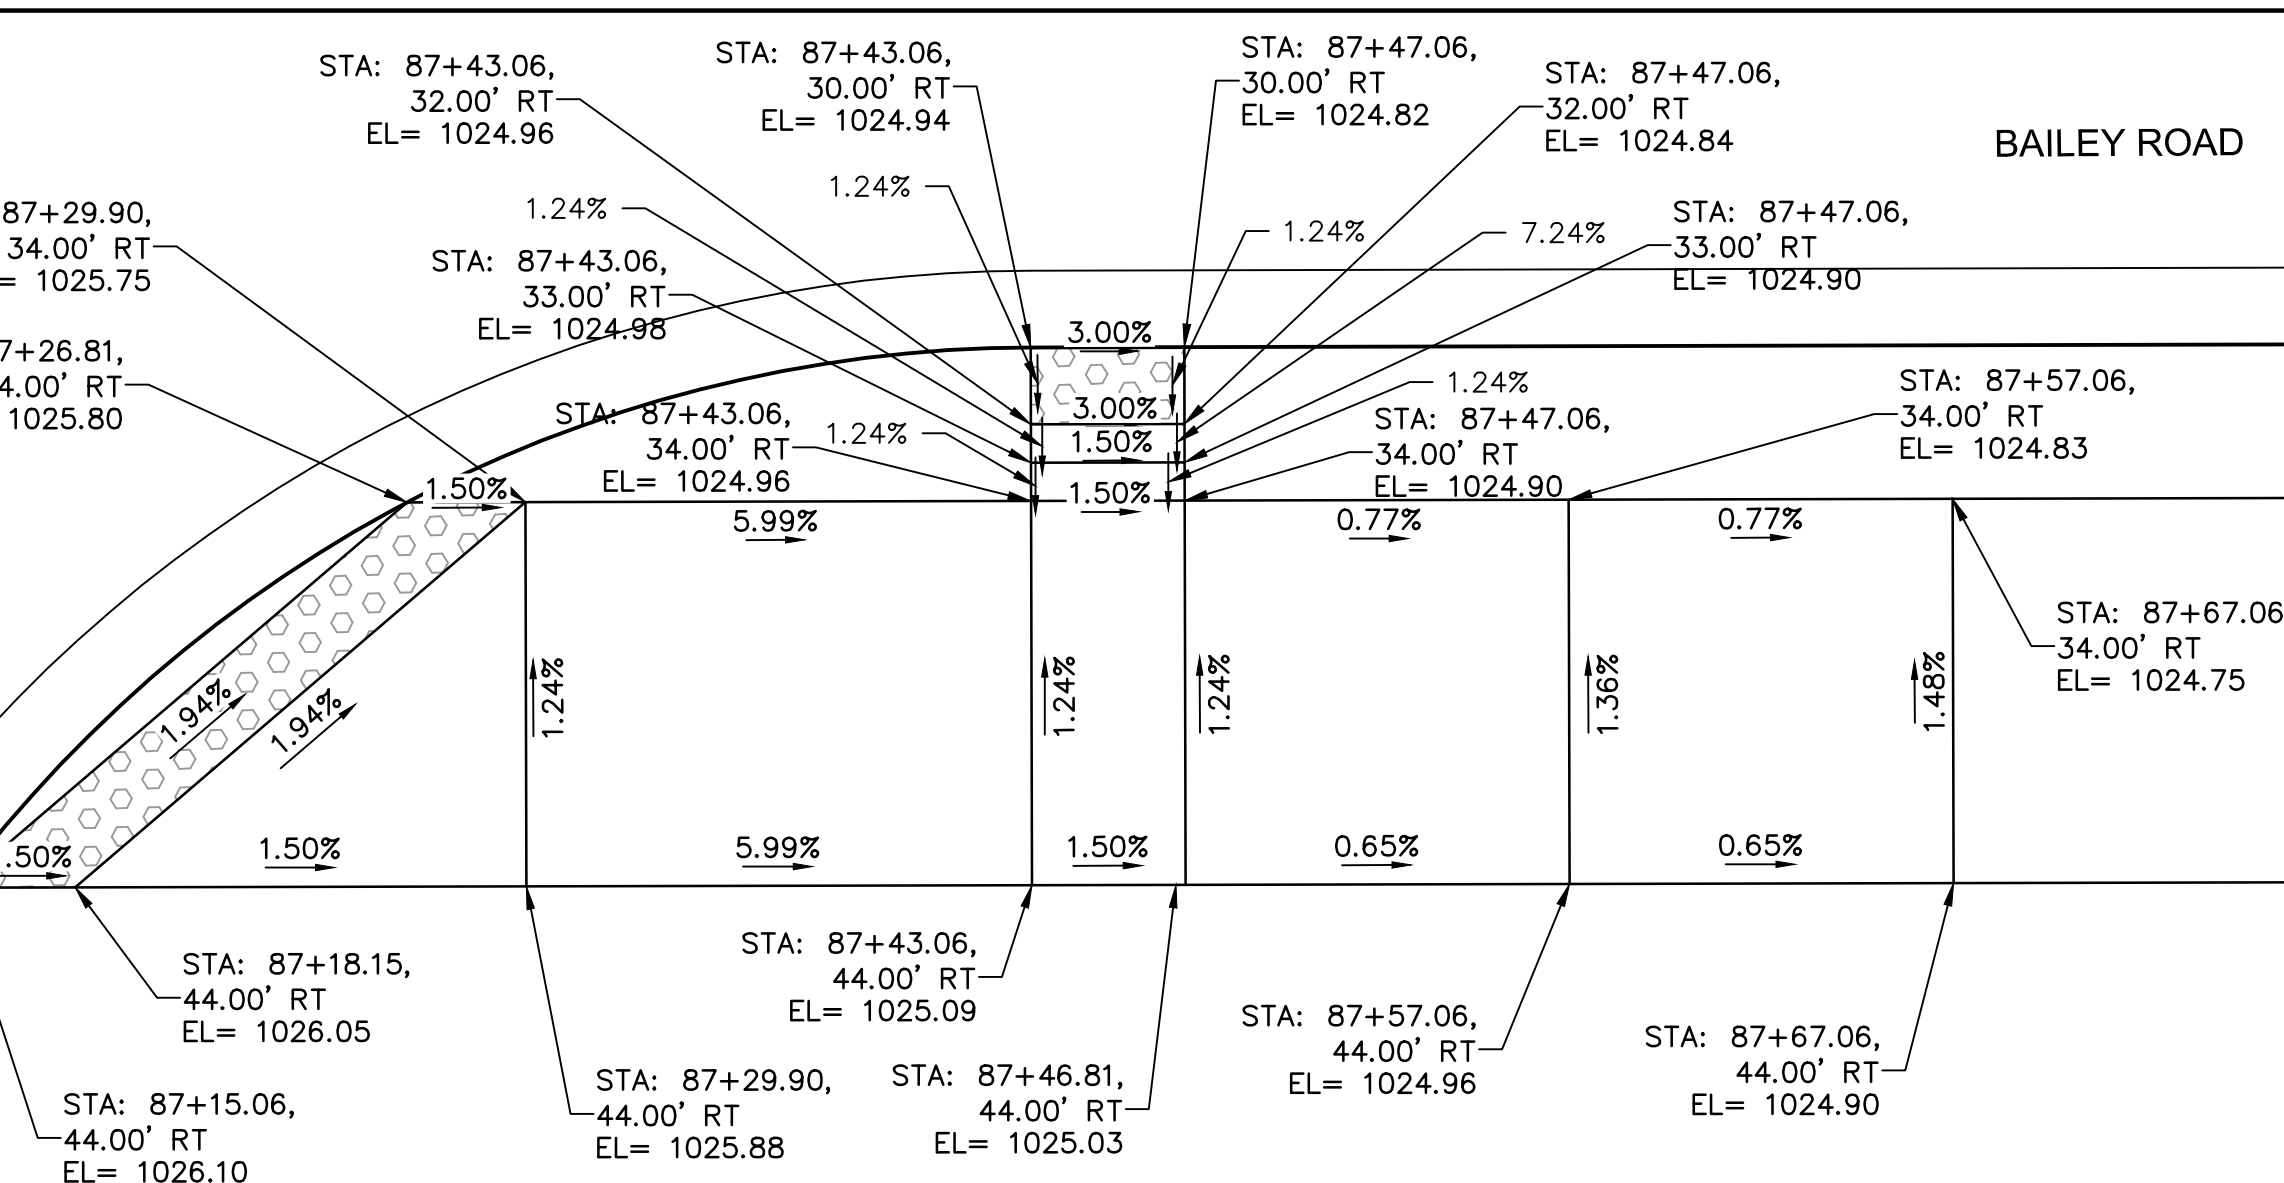 STA: 87+43.06,
32.00' RT
EL= 1024.96
STA: 87+43.06,
30.00' RT
EL= 1024.94
STA: 87+47.06,
30.00' RT
EL= 1024.82
STA: 87+47.06,
32.00' RT
EL= 1024.84
BAILEY ROAD
87+29.90,
34.00' RT
= 1025.75
1.24%
1.24%
STA: 87+43.06,
33.00' RT
EL= 1024.98
1.24%
7.24%
STA: 87+47.06,
33.00' RT
EL= 1024.90
7+26.81,
4.00' RT
1025.80
3.00%
3.00%
1.50%
1.50%
STA: 87+43.06,
34.00' RT
EL= 1024.96
1.24%
1.24%
STA: 87+47.06,
34.00' RT
EL= 1024.90
STA: 87+57.06,
34.00' RT
EL= 1024.83
1.50%
5.99%
0.77%
0.77%
STA: 87+67.06
34.00' RT
EL= 1024.75
1.94%
1.94%
1.24%
1.24%
1.24%
1.36%
1.48%
.50%
1.50%
5.99%
1.50%
0.65%
0.65%
STA: 87+18.15,
44.00' RT
EL= 1026.05
STA: 87+43.06,
44.00' RT
EL= 1025.09
STA: 87+57.06,
44.00' RT
EL= 1024.96
STA: 87+67.06,
44.00' RT
EL= 1024.90
STA: 87+15.06,
44.00' RT
EL= 1026.10
STA: 87+29.90,
44.00' RT
EL= 1025.88
STA: 87+46.81,
44.00' RT
EL= 1025.03